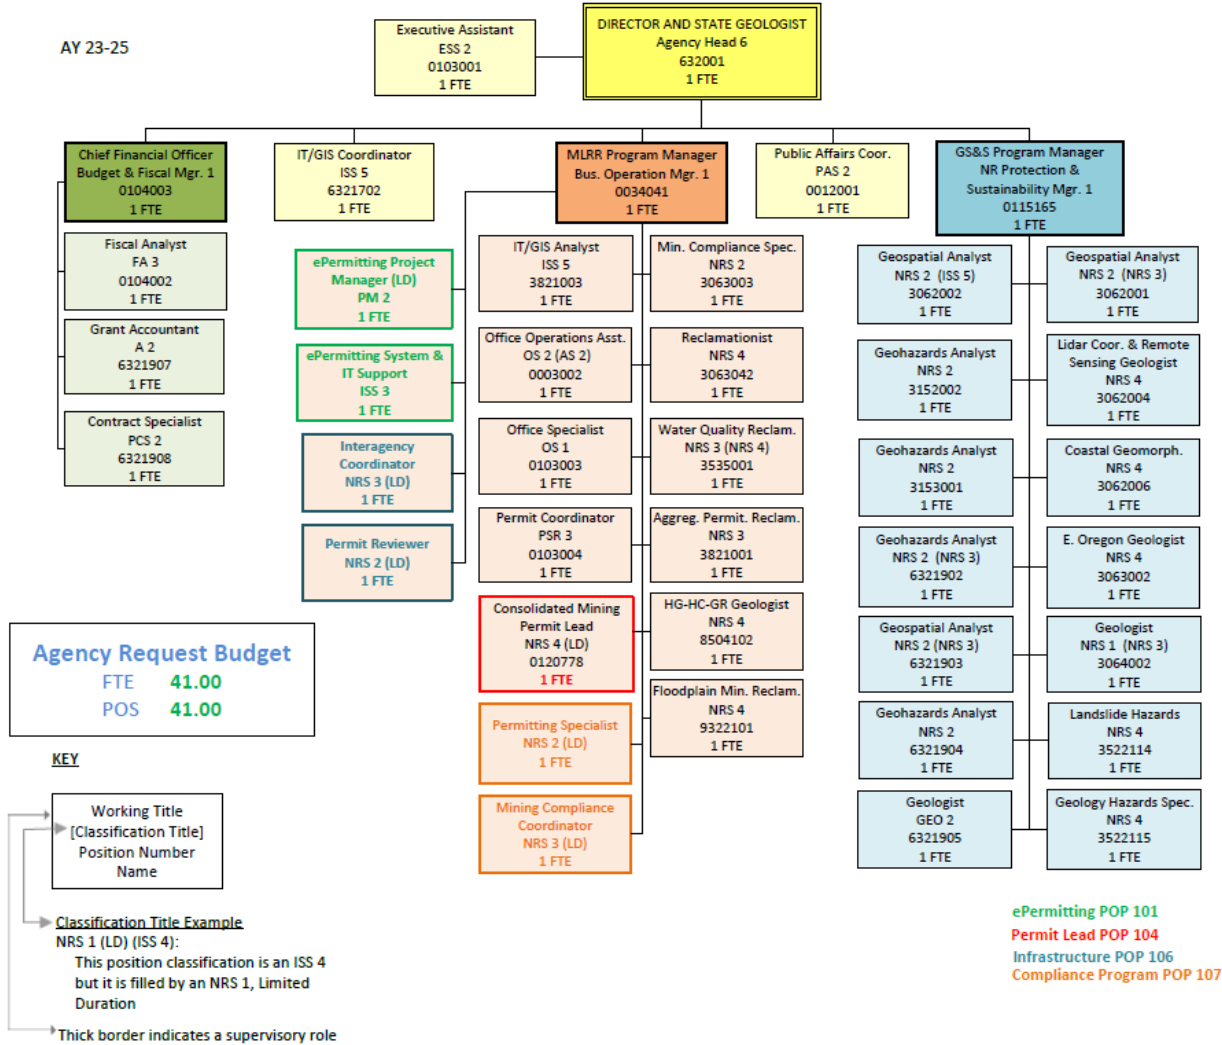 AY 23-25
Executive Assistant
ESS 2
0103001
1 FTE
DIRECTOR AND STATE GEOLOGIST
Agency Head 6
632001
1 FTE
Chief Financial Officer
Budget & Fiscal Mgr. 1
0104003
1 FTE
IT/GIS Coordinator
ISS 5
6321702
1 FTE
MLRR Program Manager
Bus. Operation Mgr. 1
0034041
1 FTE
Public Affairs Coor.
PAS 2
0012001
1 FTE
GS&S Program Manager
NR Protection &
Sustainability Mgr. 1
0115165
1 FTE
Fiscal Analyst
FA 3
0104002
1 FTE
Grant Accountant
A 2
6321907
1 FTE
Contract Specialist
PCS 2
6321908
1 FTE
ePermitting Project
Manager (LD)
PM 2
1 FTE
ePermitting System &
IT Support
ISS 3
1 FTE
Interagency
Coordinator
NRS 3 (LD)
1 FTE
Permit Reviewer
NRS 2 (LD)
1 FTE
IT/GIS Analyst
ISS 5
3821003
1 FTE
Office Operations Asst.
OS 2 (AS 2)
0003002
1 FTE
Office Specialist
OS 1
0103003
1 FTE
Permit Coordinator
PSR 3
0103004
1 FTE
Consolidated Mining
Permit Lead
NRS 4 (LD)
0120778
1 FTE
Permitting Specialist
NRS 2 (LD)
1 FTE
Mining Compliance
Coordinator
NRS 3 (LD)
1 FTE
Min. Compliance Spec.
NRS 2
3063003
1 FTE
Reclamationist
NRS 4
3063042
1 FTE
Water Quality Reclam.
NRS 3 (NRS 4)
3535001
1 FTE
Aggreg. Permit. Reclam.
NRS 3
3821001
1 FTE
HG-HC-GR Geologist
NRS 4
8504102
1 FTE
Floodplain Min. Reclam.
NRS 4
9322101
1 FTE
Geospatial Analyst
NRS 2 (ISS 5)
3062002
1 FTE
Geohazards Analyst
NRS 2
3152002
1 FTE
Geohazards Analyst
NRS 2
3153001
1 FTE
Geohazards Analyst
NRS 2 (NRS 3)
6321902
1 FTE
Geospatial Analyst
NRS 2 (NRS 3)
6321903
1 FTE
Geohazards Analyst
NRS 2
6321904
1 FTE
Geologist
GEO 2
6321905
1 FTE
Geospatial Analyst
NRS 2 (NRS 3)
3062001
1 FTE
Lidar Coor. & Remote
Sensing Geologist
NRS 4
3062004
1 FTE
Coastal Geomorph.
NRS 4
3062006
1 FTE
E. Oregon Geologist
NRS 4
3063002
1 FTE
Geologist
NRS 1 (NRS 3)
3064002
1 FTE
Landslide Hazards
NRS 4
3522114
1 FTE
Geology Hazards Spec.
NRS 4
3522115
1 FTE
Agency Request Budget
FTE 41.00
POS 41.00
KEY
Working Title
[Classification Title]
Position Number
Name
Classification Title Example
NRS 1 (LD) (ISS 4):
This position classification is an ISS 4
but it is filled by an NRS 1, Limited
Duration
Thick border indicates a supervisory role
ePermitting POP 101
Permit Lead POP 104
Infrastructure POP 106
Compliance Program POP 107